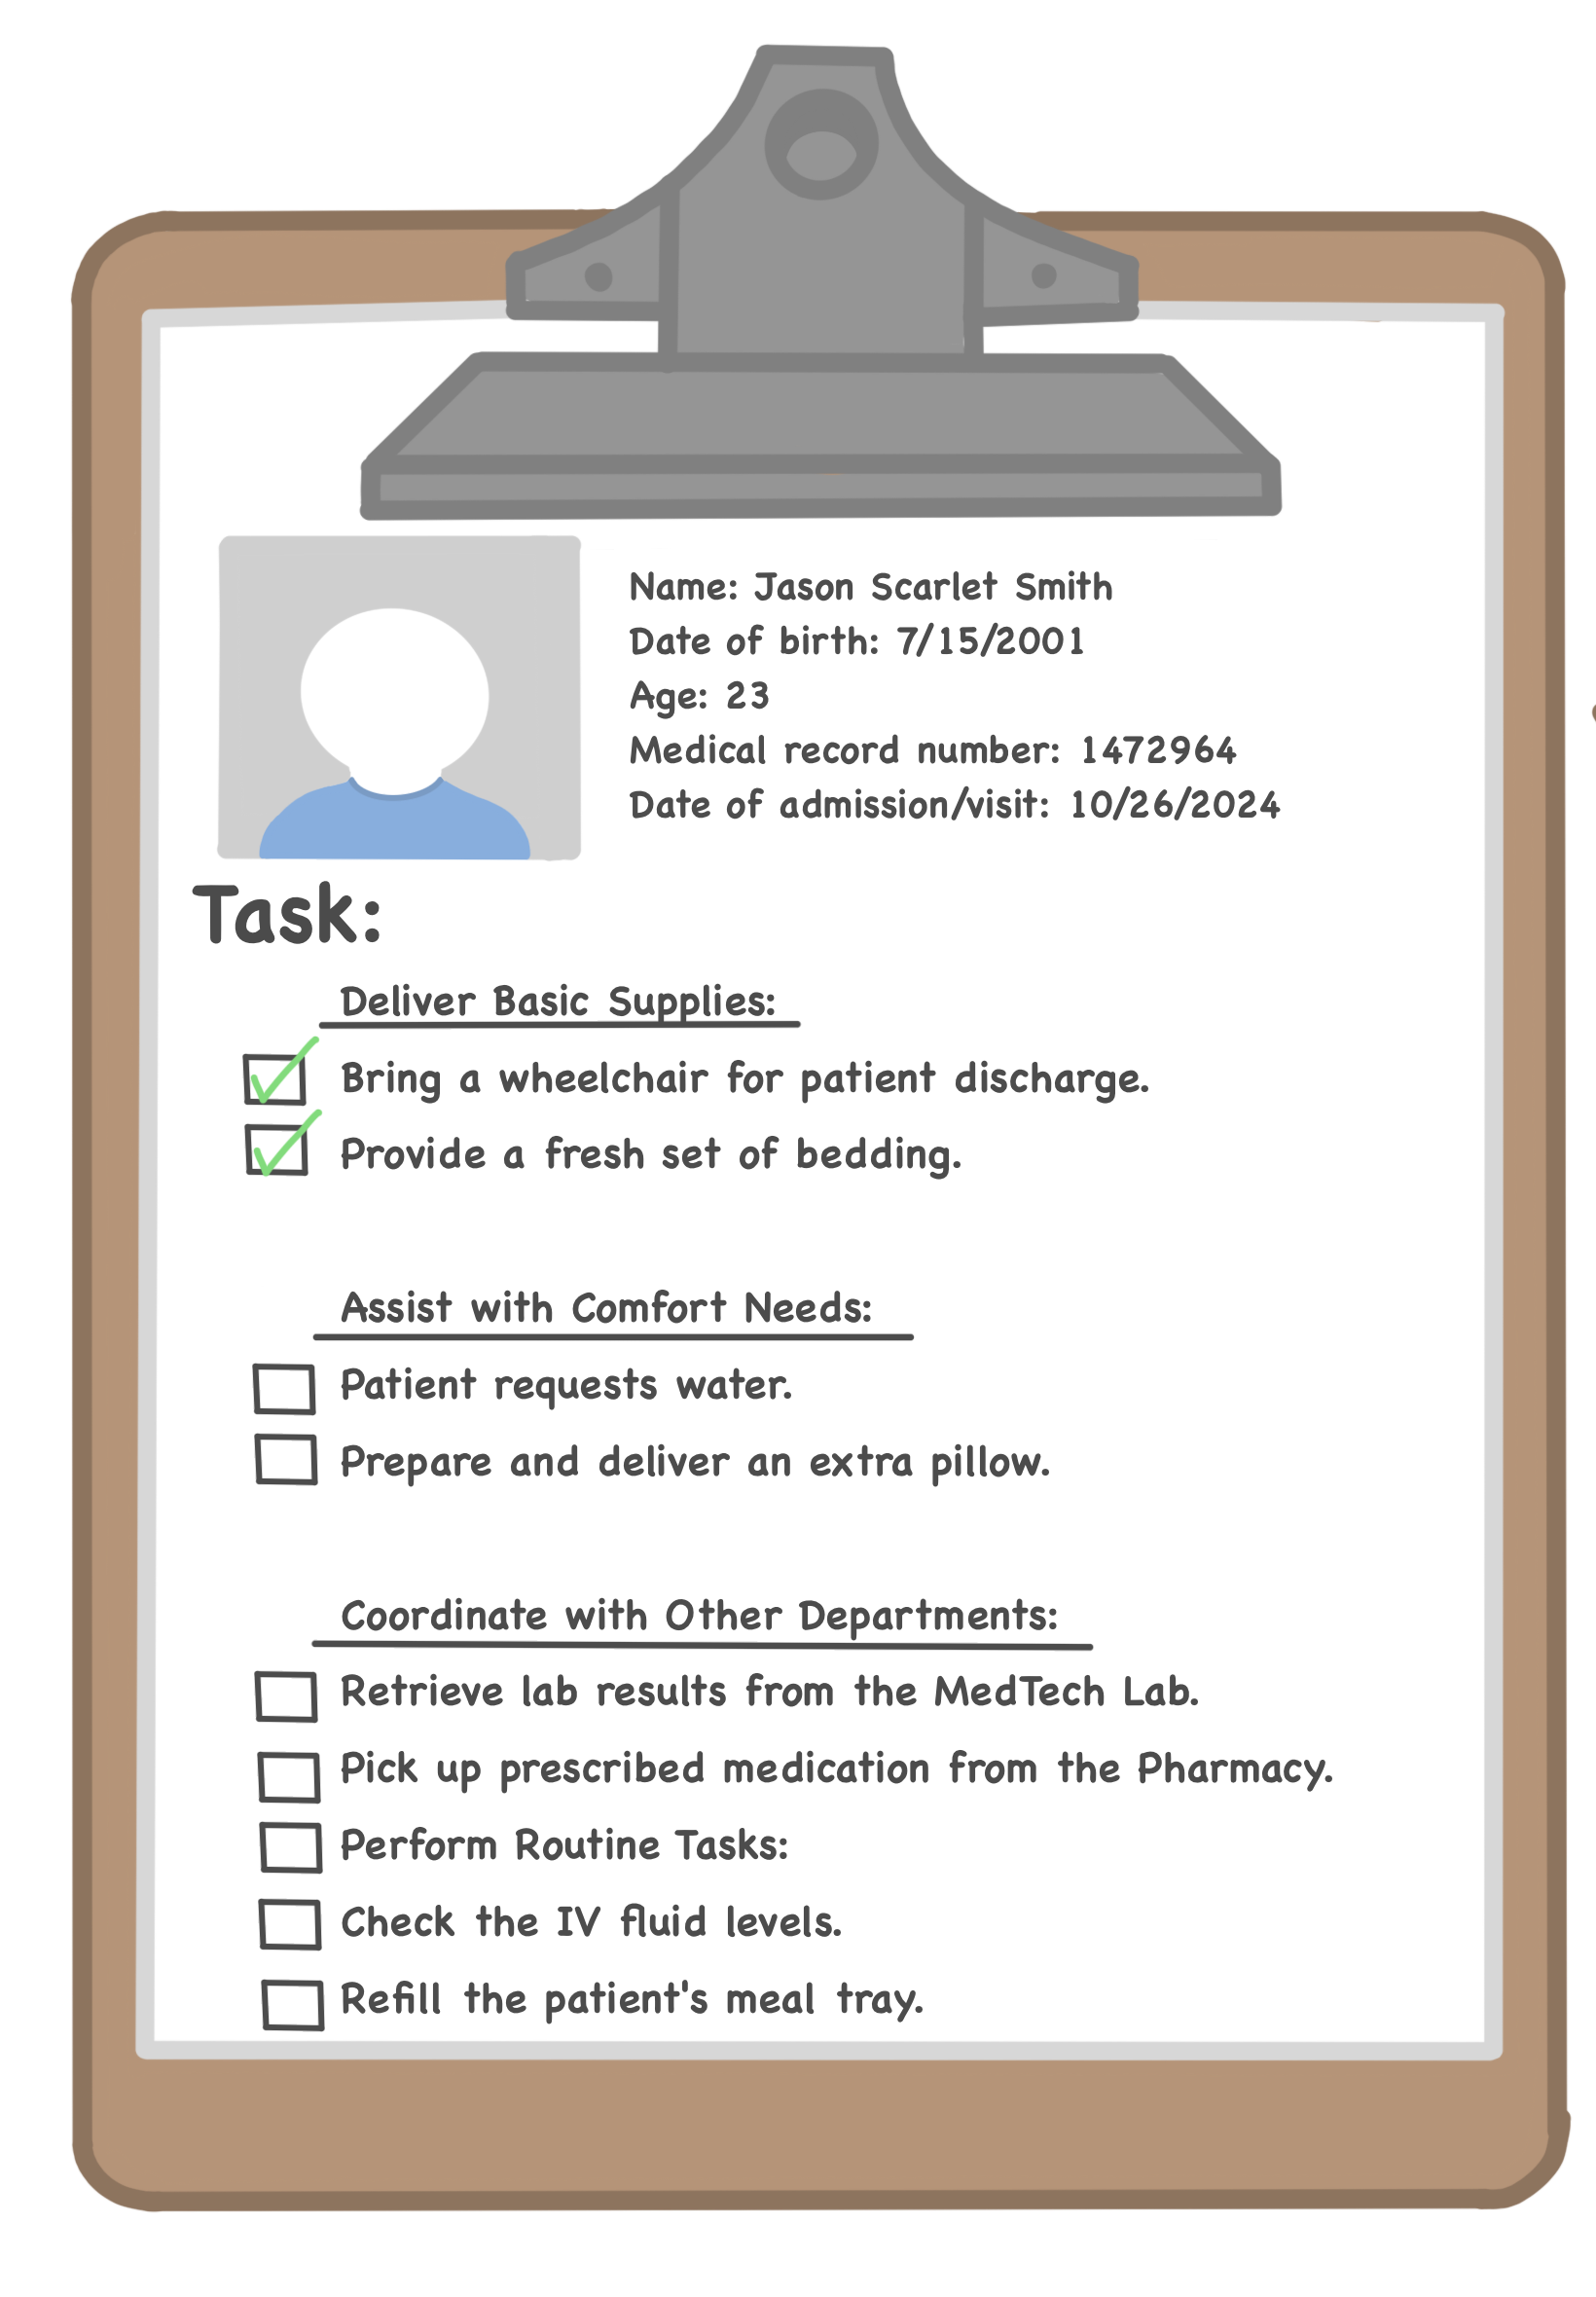 Name: Jason Scarlet Smith
Date of birth: 7/15/2001
Age: 23
Medical record number: 1472964
Date of admission/visit: 10/26/2024
Task:
Deliver Basic Supplies:
Bring a wheelchair for patient discharge.
Provide a fresh set of bedding.
Assist with Comfort Needs:
Patient requests water.
Prepare and deliver an extra pillow.
Coordinate with Other Departments:
Retrieve lab results from the MedTech Lab.
Pick up prescribed medication from the Pharmacy.
Perform Routine Tasks:
Check the IV fluid levels.
Refill the patient's meal tray.